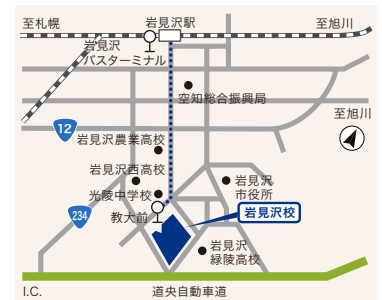 至札幌
岩見沢駅
至旭川
岩見沢
バスターミナル
空知総合振興局
至旭川
12
岩見沢農業高校
岩見沢西高校
光陵中学校
岩見沢
市役所
234
教大前
岩見沢校
岩見沢
緑陵高校
I.C.
道央自動車道